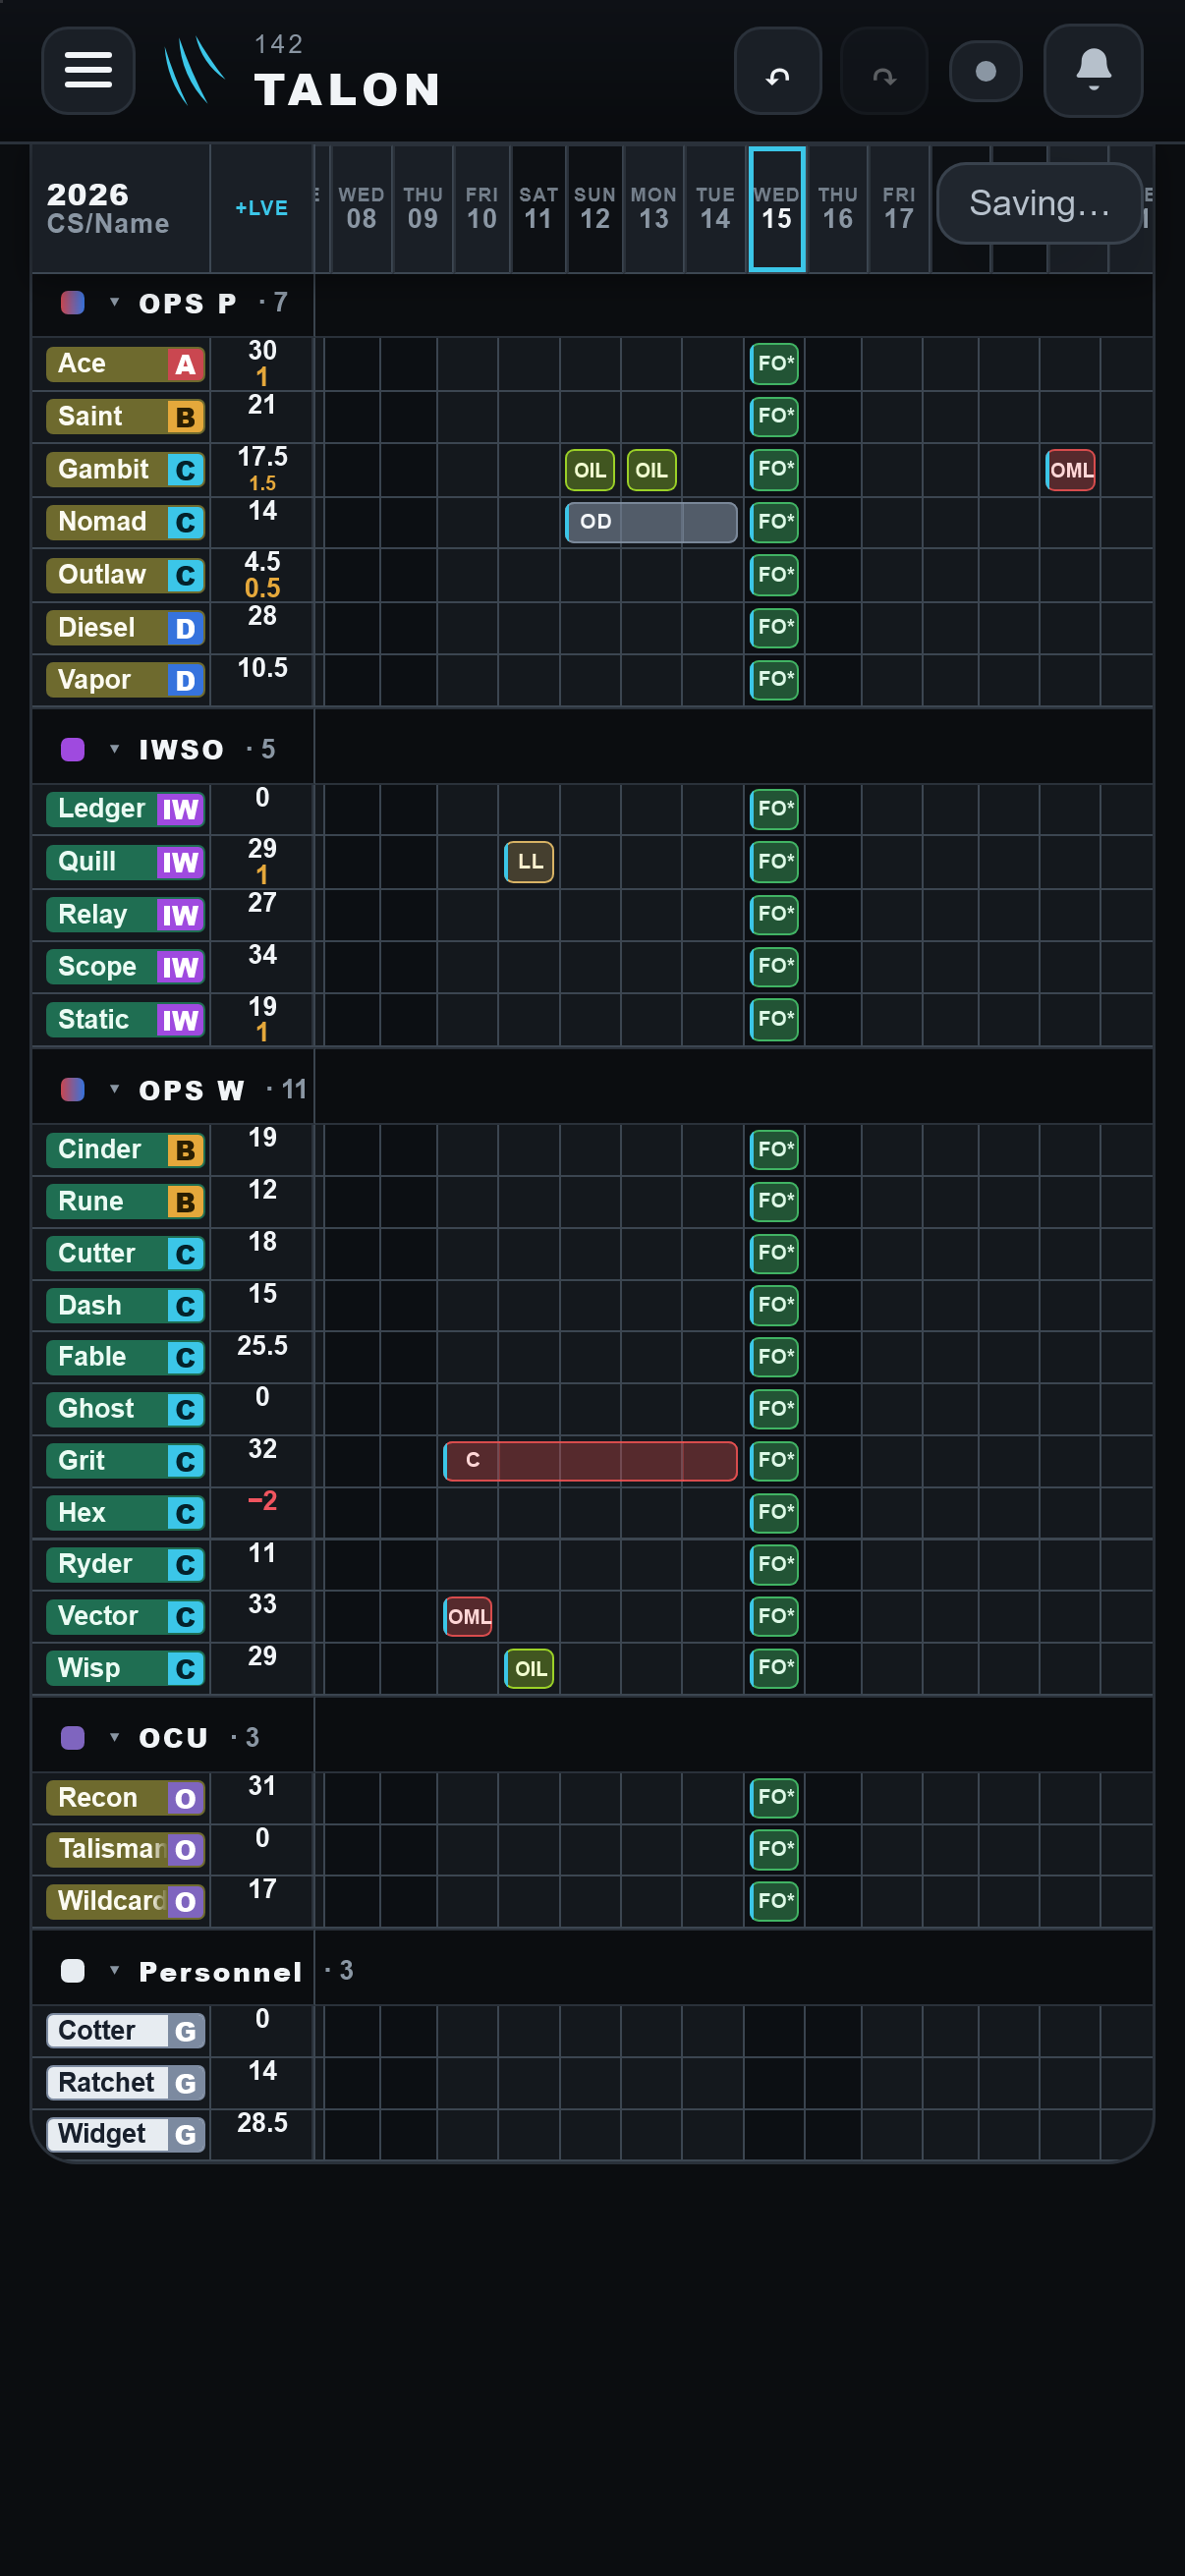 142
TALON
2026
CS/Name
+LVE
WED THU FRI SAT SUN MON TUE WED THU FRI
08 09 10 11 12 13 14 15 16 17
Saving…
OPS P · 7
Ace A 30 FO*
1
Saint B 21 FO*
Gambit C 17.5 OIL OIL FO* OML
1.5
Nomad C 14 OD FO*
Outlaw C 4.5 FO*
0.5
Diesel D 28 FO*
Vapor D 10.5 FO*
IWSO · 5
Ledger IW 0 FO*
Quill IW 29 LL FO*
1
Relay IW 27 FO*
Scope IW 34 FO*
Static IW 19 FO*
1
OPS W · 11
Cinder B 19 FO*
Rune B 12 FO*
Cutter C 18 FO*
Dash C 15 FO*
Fable C 25.5 FO*
Ghost C 0 FO*
Grit C 32 C FO*
Hex C −2 FO*
Ryder C 11 FO*
Vector C 33 OML FO*
Wisp C 29 OIL FO*
OCU · 3
Recon O 31 FO*
Talisman O 0 FO*
Wildcard O 17 FO*
Personnel · 3
Cotter G 0
Ratchet G 14
Widget G 28.5